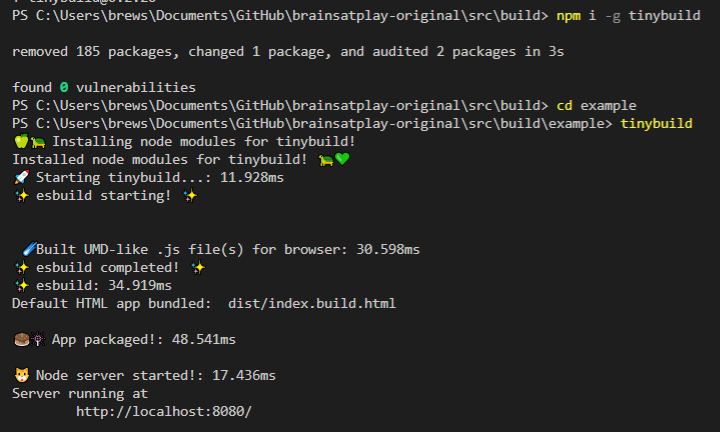 PS C:\Users\brews\Documents\GitHub\brainsatplay-original\src\build> npm i -g tinybuild
removed 185 packages, changed 1 package, and audited 2 packages in 3s
found 0 vulnerabilities
PS C:\Users\brews\Documents\GitHub\brainsatplay-original\src\build> cd example
PS C:\Users\brews\Documents\GitHub\brainsatplay-original\src\build\example> tinybuild
🍏🐢 Installing node modules for tinybuild!
Installed node modules for tinybuild! 🐢💚
🚀 Starting tinybuild...: 11.928ms
✨ esbuild starting! ✨
☄️Built UMD-like .js file(s) for browser: 30.598ms
✨ esbuild completed! ✨
✨ esbuild: 34.919ms
Default HTML app bundled:  dist/index.build.html
🎂🎇 App packaged!: 48.541ms
🐱 Node server started!: 17.436ms
Server running at
http://localhost:8080/